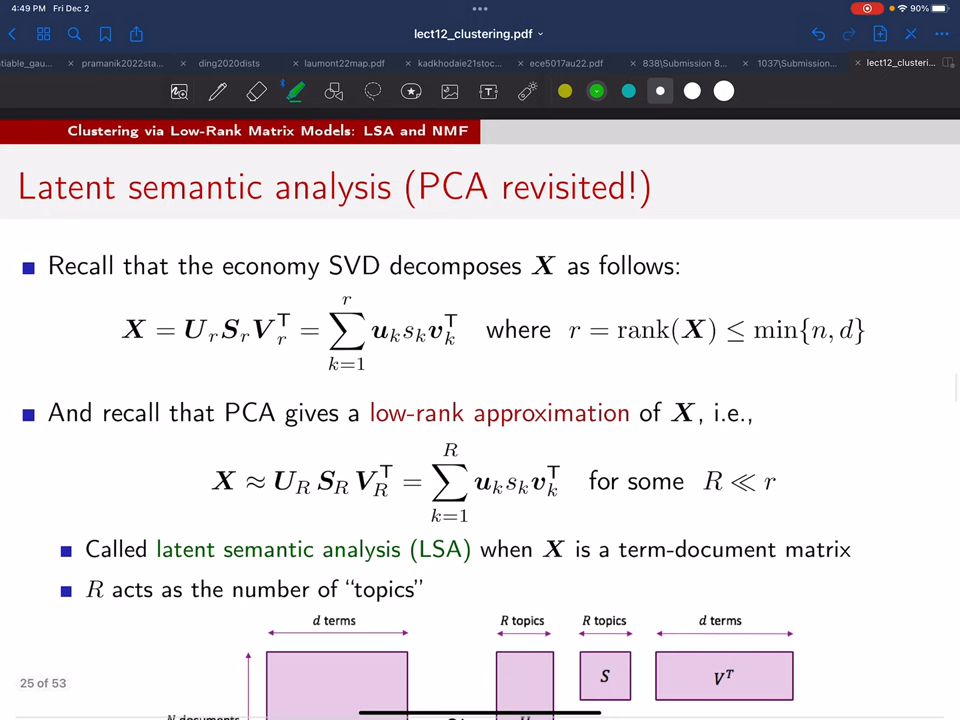 4:49 PM Fri Dec 2
90%
lect12_clustering.pdf
tiable_gau...
pramanik2022sta...
ding2020dists
laumont22map.pdf
kadkhodaie21stoc...
ece5017au22.pdf
838\Submission 8...
1037\Submission...
lect12_clusteri...
Clustering via Low-Rank Matrix Models: LSA and NMF
Latent semantic analysis (PCA revisited!)
Recall that the economy SVD decomposes X as follows:
X = U_r S_r V_r^T = ∑_{k=1}^{r} u_k s_k v_k^T where r = rank(X) ≤ min{n, d}
And recall that PCA gives a low-rank approximation of X, i.e.,
X ≈ U_R S_R V_R^T = ∑_{k=1}^{R} u_k s_k v_k^T for some R ≪ r
Called latent semantic analysis (LSA) when X is a term-document matrix
R acts as the number of “topics”
d terms
R topics
R topics
d terms
S
V^T
25 of 53